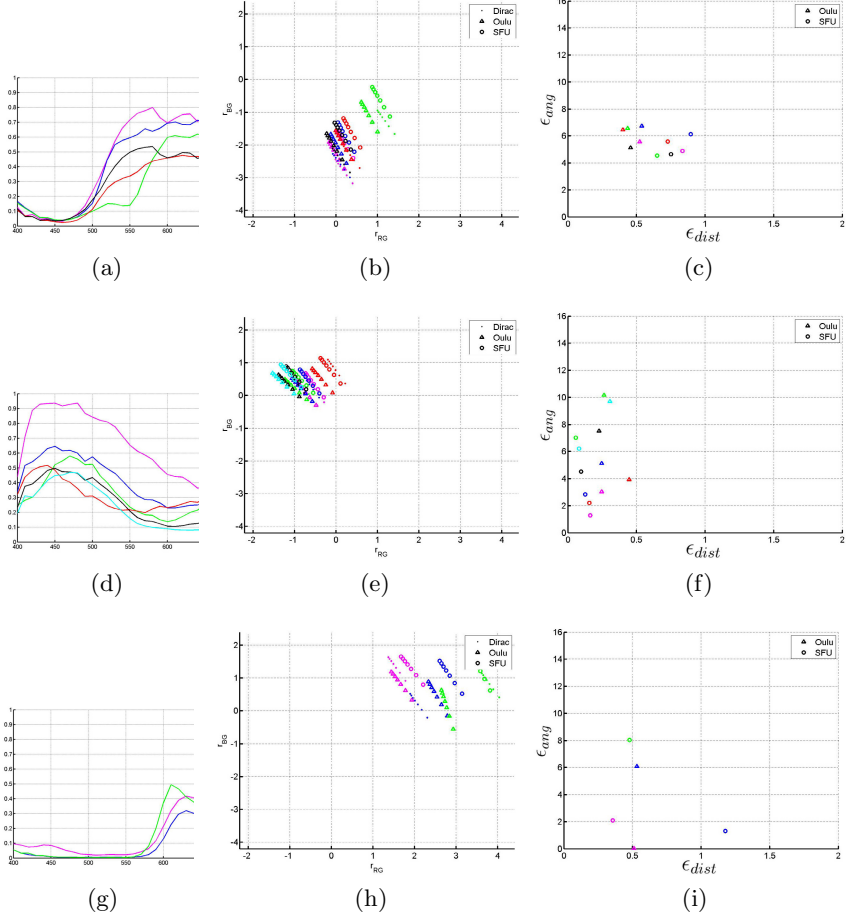 1
0.9
0.8
0.7
0.6
0.5
0.4
0.3
0.2
0.1
0
400 450 500 550 600
(a)
2
1
0
-1
-2
-3
-4
-2 -1 0 1 2 3 4
r_BG
r_RG
Dirac
Oulu
SFU
(b)
16
14
12
10
8
6
4
2
0
0 0.5 1 1.5 2
ϵ_ang
ϵ_dist
Oulu
SFU
(c)
1
0.9
0.8
0.7
0.6
0.5
0.4
0.3
0.2
0.1
0
400 450 500 550 600
(d)
2
1
0
-1
-2
-3
-4
-2 -1 0 1 2 3 4
r_BG
r_RG
Dirac
Oulu
SFU
(e)
16
14
12
10
8
6
4
2
0
0 0.5 1 1.5 2
ϵ_ang
ϵ_dist
Oulu
SFU
(f)
1
0.9
0.8
0.7
0.6
0.5
0.4
0.3
0.2
0.1
0
400 450 500 550 600
(g)
2
1
0
-1
-2
-3
-4
-2 -1 0 1 2 3 4
r_BG
r_RG
Dirac
Oulu
SFU
(h)
16
14
12
10
8
6
4
2
0
0 0.5 1 1.5 2
ϵ_ang
ϵ_dist
Oulu
SFU
(i)